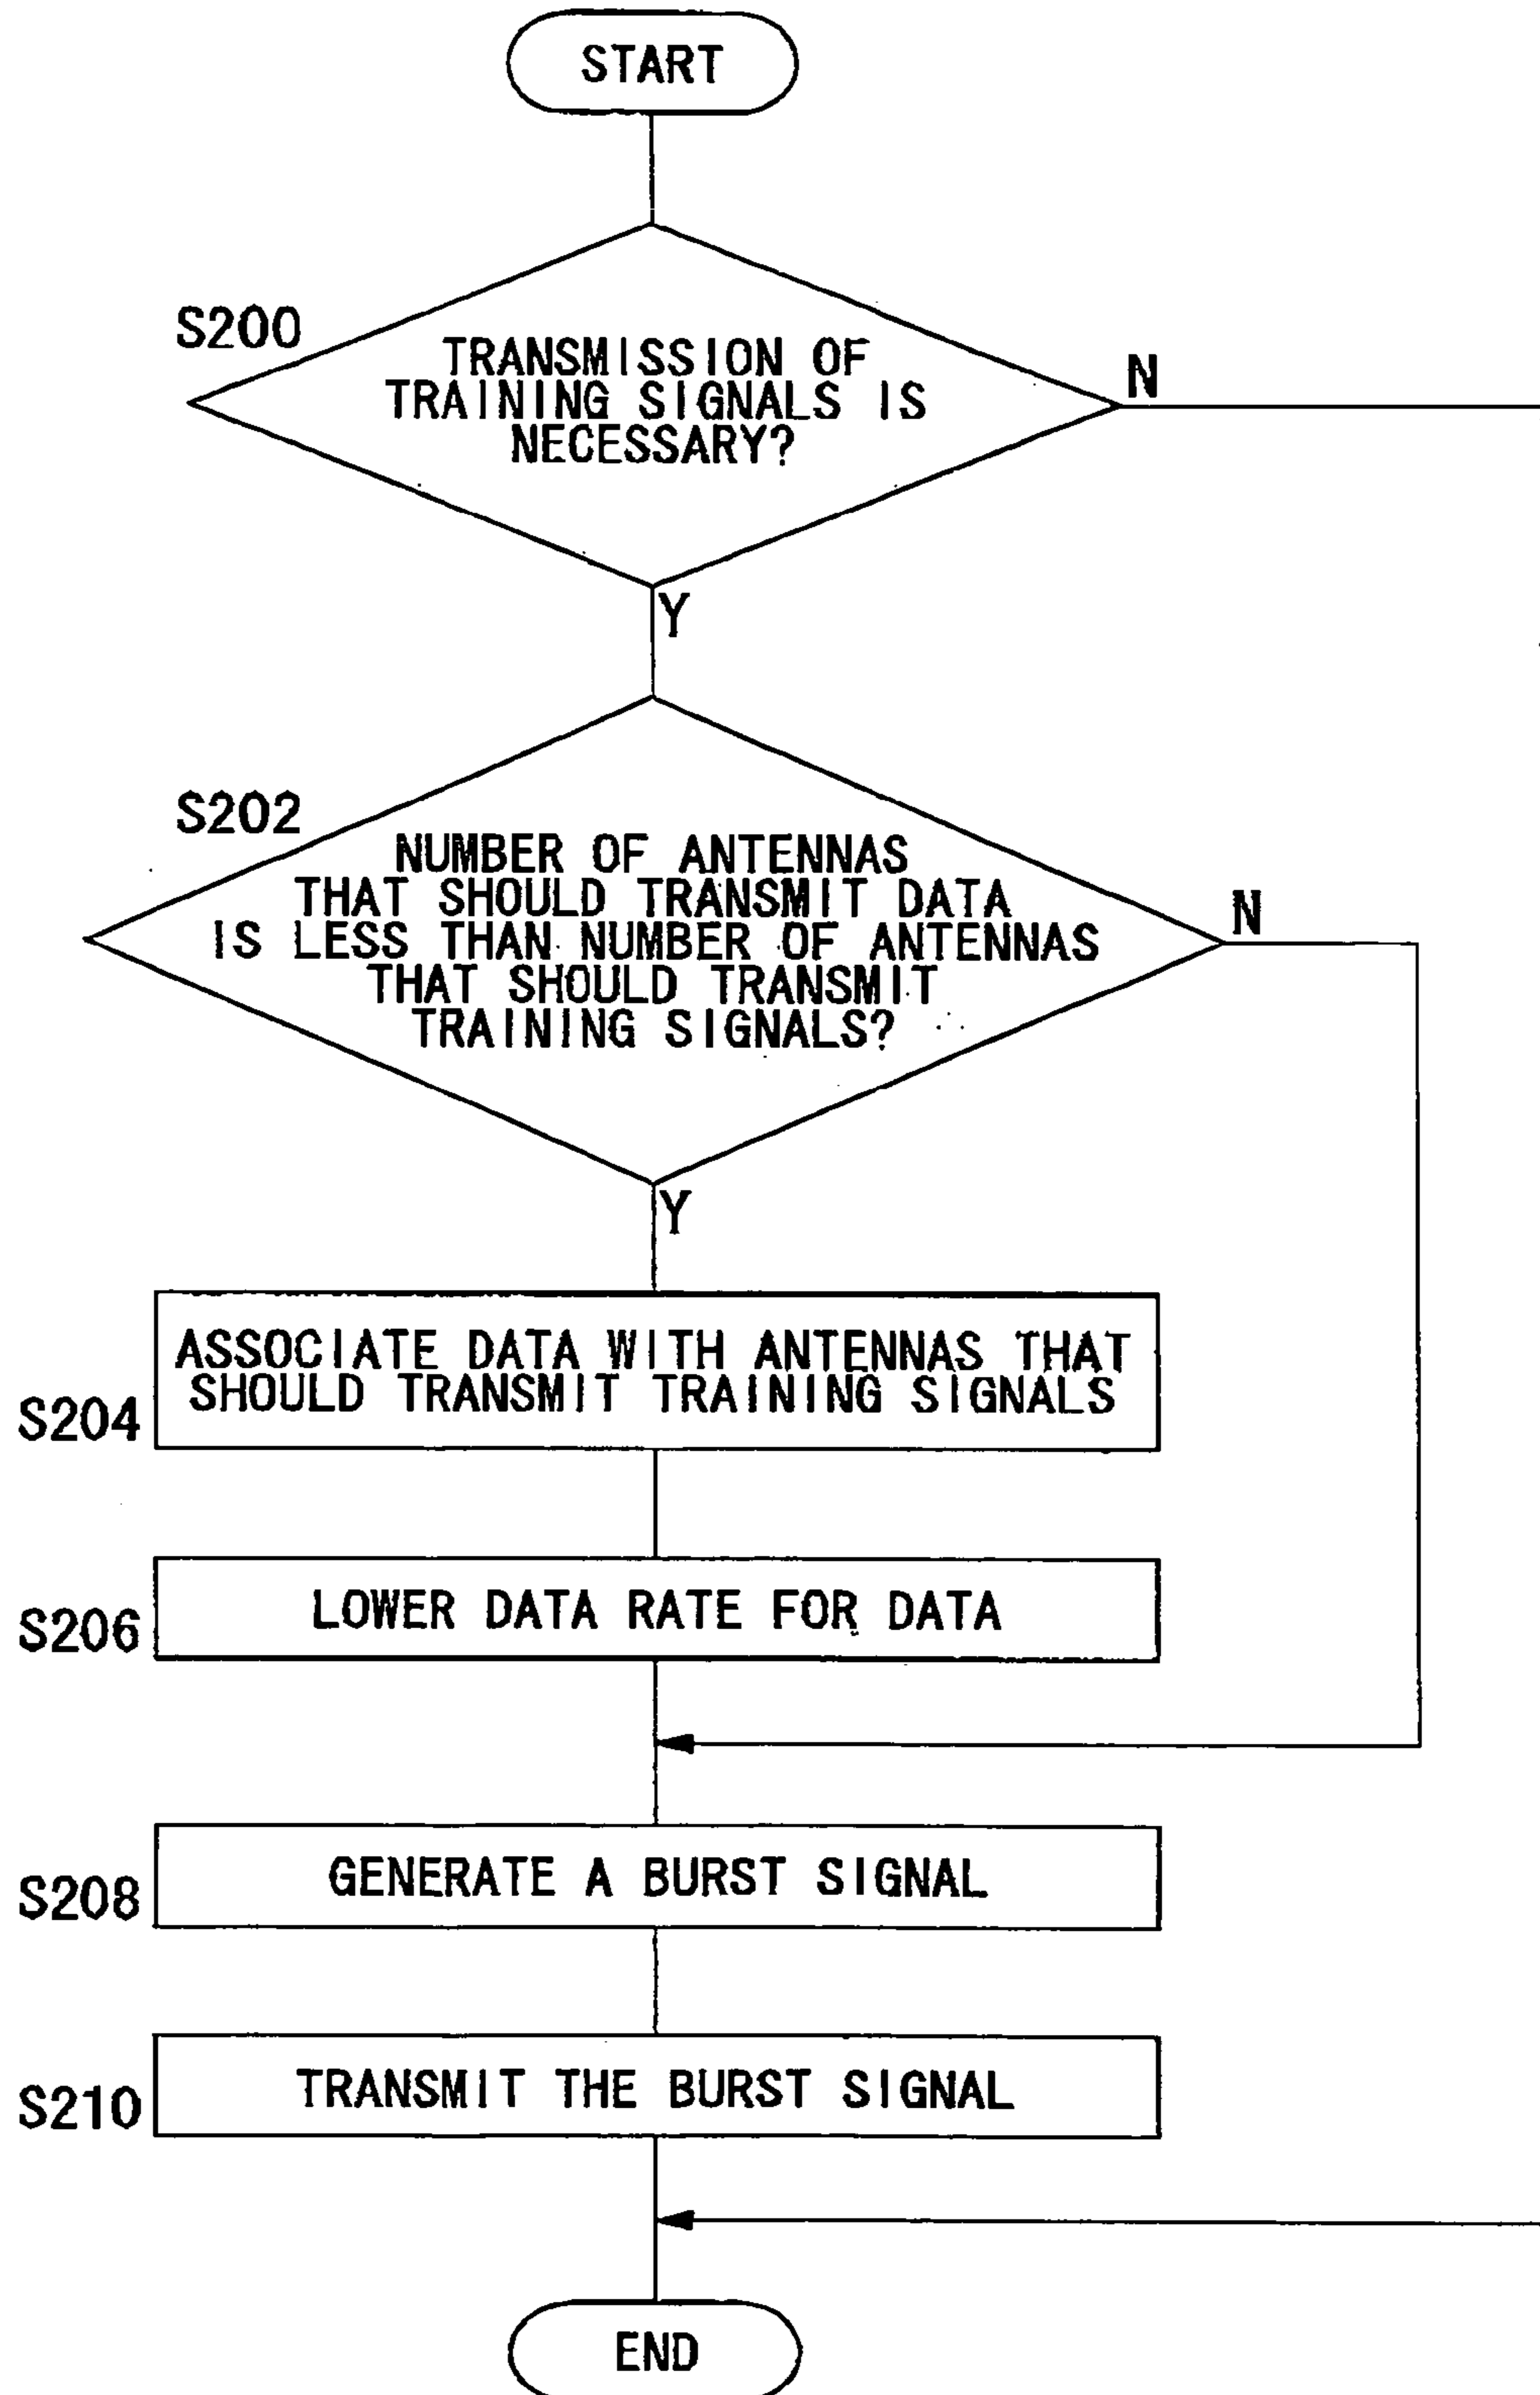 START
S200
TRANSMISSION OF
TRAINING SIGNALS IS
NECESSARY?
N
Y
S202
NUMBER OF ANTENNAS
THAT SHOULD TRANSMIT DATA
IS LESS THAN NUMBER OF ANTENNAS
THAT SHOULD TRANSMIT
TRAINING SIGNALS?
N
Y
ASSOCIATE DATA WITH ANTENNAS THAT
SHOULD TRANSMIT TRAINING SIGNALS
S204
LOWER DATA RATE FOR DATA
S206
GENERATE A BURST SIGNAL
S208
TRANSMIT THE BURST SIGNAL
S210
END